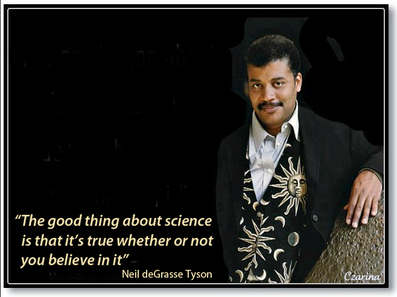 “The good thing about science
is that it’s true whether or not
you believe in it”
Neil deGrasse Tyson
Czarina